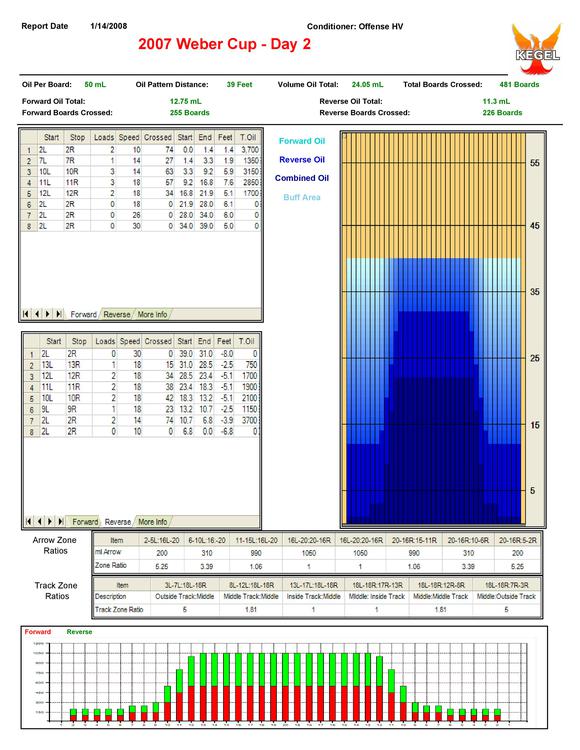 Report Date 1/14/2008 Conditioner: Offense HV
2007 Weber Cup - Day 2
KEGEL
Oil Per Board: 50 mL Oil Pattern Distance: 39 Feet Volume Oil Total: 24.05 mL Total Boards Crossed: 481 Boards
Forward Oil Total: 12.75 mL Reverse Oil Total: 11.3 mL
Forward Boards Crossed: 255 Boards Reverse Boards Crossed: 226 Boards
Start Stop Loads Speed Crossed Start End Feet T.Oil
1 2L 2R 2 10 74 0.0 1.4 1.4 3,700
2 7L 7R 1 14 27 1.4 3.3 1.9 1350
3 10L 10R 3 14 63 3.3 9.2 5.9 3150
4 11L 11R 3 18 57 9.2 16.8 7.6 2850
5 12L 12R 2 18 34 16.8 21.9 5.1 1700
6 2L 2R 0 18 0 21.9 28.0 6.1 0
7 2L 2R 0 26 0 28.0 34.0 6.0 0
8 2L 2R 0 30 0 34.0 39.0 5.0 0
Forward Reverse More Info
Forward Oil
Reverse Oil
Combined Oil
Buff Area
55
45
35
25
15
5
Start Stop Loads Speed Crossed Start End Feet T.Oil
1 2L 2R 0 30 0 39.0 31.0 -8.0 0
2 13L 13R 1 18 15 31.0 28.5 -2.5 750
3 12L 12R 2 18 34 28.5 23.4 -5.1 1700
4 11L 11R 2 18 38 23.4 18.3 -5.1 1900
5 10L 10R 2 18 42 18.3 13.2 -5.1 2100
6 9L 9R 1 18 23 13.2 10.7 -2.5 1150
7 2L 2R 2 14 74 10.7 6.8 -3.9 3700
8 2L 2R 0 10 0 6.8 0.0 -6.8 0
Forward Reverse More Info
Arrow Zone Ratios
Item 2-5L:16L-20 6-10L:16-20 11-15L:16L-20 16L-20:20-16R 16L-20:20-16R 20-16R:15-11R 20-16R:10-6R 20-16R:5-2R
ml Arrow 200 310 990 1050 1050 990 310 200
Zone Ratio 5.25 3.39 1.06 1 1 1.06 3.39 5.25
Track Zone Ratios
Item 3L-7L:18L-18R 8L-12L:18L-18R 13L-17L:18L-18R 18L-18R:17R-13R 18L-18R:12R-8R 18L-18R:7R-3R
Description Outside Track:Middle Middle Track:Middle Inside Track:Middle MIddle: Inside Track MIddle:Middle Track Middle:Outside Track
Track Zone Ratio 5 1.81 1 1 1.81 5
Forward Reverse